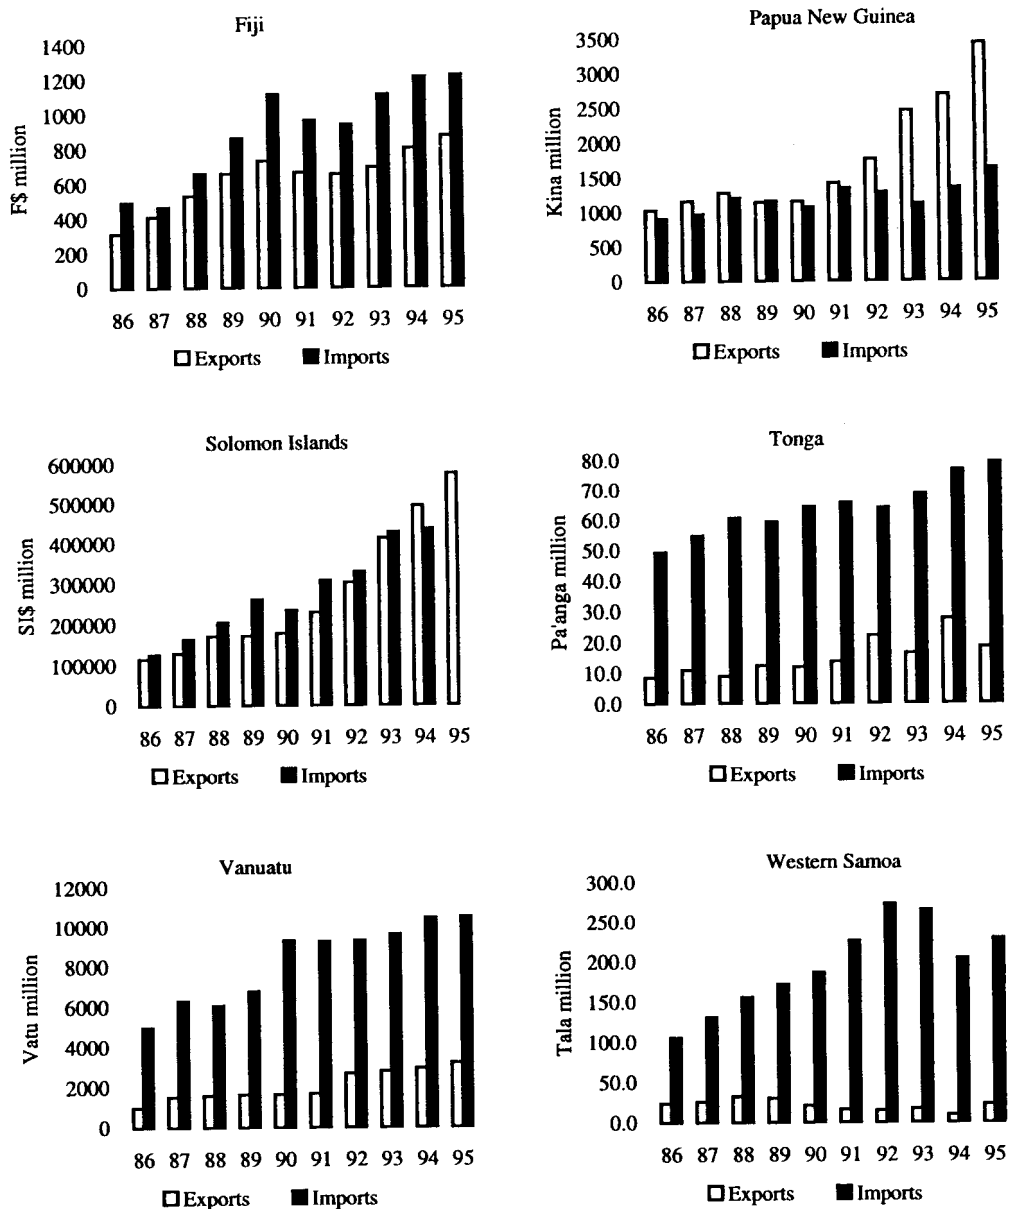 Fiji
F$ million
1400
1200
1000
800
600
400
200
0
86 87 88 89 90 91 92 93 94 95
Exports Imports
Papua New Guinea
Kina million
3500
3000
2500
2000
1500
1000
500
0
86 87 88 89 90 91 92 93 94 95
Exports Imports
Solomon Islands
SI$ million
600000
500000
400000
300000
200000
100000
0
86 87 88 89 90 91 92 93 94 95
Exports Imports
Tonga
Pa'anga million
80.0
70.0
60.0
50.0
40.0
30.0
20.0
10.0
0.0
86 87 88 89 90 91 92 93 94 95
Exports Imports
Vanuatu
Vatu million
12000
10000
8000
6000
4000
2000
0
86 87 88 89 90 91 92 93 94 95
Exports Imports
Western Samoa
Tala million
300.0
250.0
200.0
150.0
100.0
50.0
0.0
86 87 88 89 90 91 92 93 94 95
Exports Imports